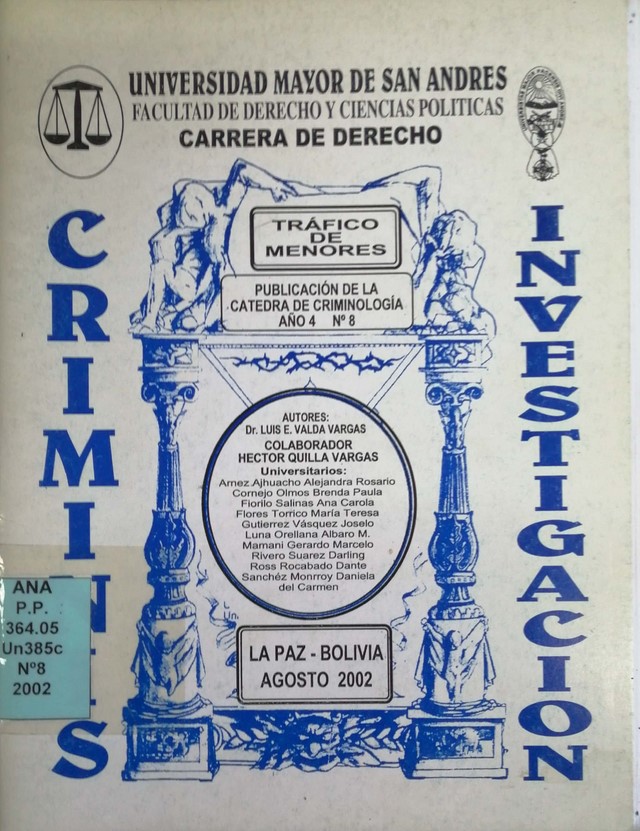 UNIVERSIDAD MAYOR DE SAN ANDRES
FACULTAD DE DERECHO Y CIENCIAS POLITICAS
CARRERA DE DERECHO
TRÁFICO
DE
MENORES
PUBLICACIÓN DE LA
CATEDRA DE CRIMINOLOGÍA
AÑO 4 Nº 8
AUTORES:
Dr. LUIS E. VALDA VARGAS
COLABORADOR
HECTOR QUILLA VARGAS
Universitarios:
Arnez Ajhuacho Alejandra Rosario
Cornejo Olmos Brenda Paula
Fiorilo Salinas Ana Carola
Flores Torrico María Teresa
Gutierrez Vásquez Joselo
Luna Orellana Albaro M.
Mamani Gerardo Marcelo
Rivero Suarez Darling
Ross Rocabado Dante
Sanchéz Monrroy Daniela
del Carmen
LA PAZ - BOLIVIA
AGOSTO 2002
INVESTIGACION
ANA
P.P.
364.05
Un385c
Nº8
2002